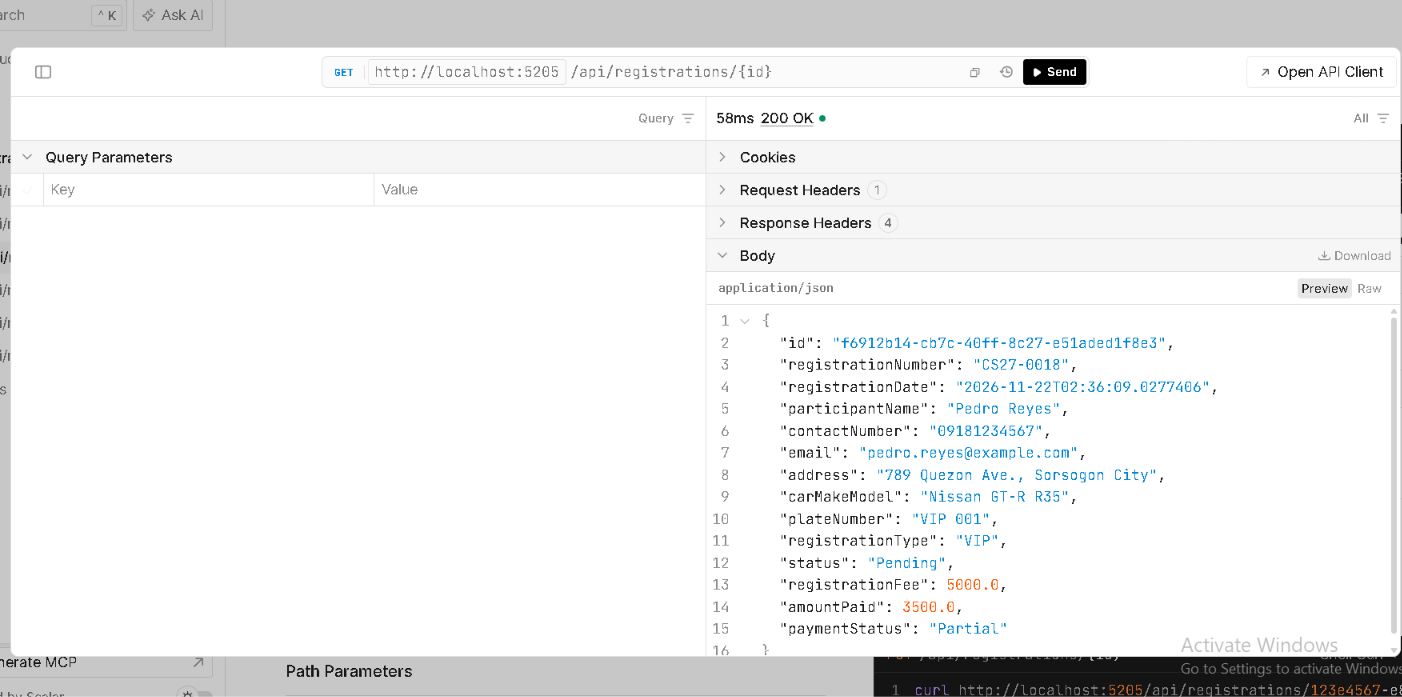 arch ^ K Ask AI
GET http://localhost:5205 /api/registrations/{id} Send Open API Client
Query 58ms 200 OK All
Query Parameters Cookies
Key Value Request Headers 1
Response Headers 4
Body Download
application/json Preview Raw
1 {
2 "id": "f6912b14-cb7c-40ff-8c27-e51aded1f8e3",
3 "registrationNumber": "CS27-0018",
4 "registrationDate": "2026-11-22T02:36:09.0277406",
5 "participantName": "Pedro Reyes",
6 "contactNumber": "09181234567",
7 "email": "pedro.reyes@example.com",
8 "address": "789 Quezon Ave., Sorsogon City",
9 "carMakeModel": "Nissan GT-R R35",
10 "plateNumber": "VIP 001",
11 "registrationType": "VIP",
12 "status": "Pending",
13 "registrationFee": 5000.0,
14 "amountPaid": 3500.0,
15 "paymentStatus": "Partial"
16 }
Activate Windows
Go to Settings to activate Windows
nerate MCP
Path Parameters
1 curl http://localhost:5205/api/registrations/123e4567-e